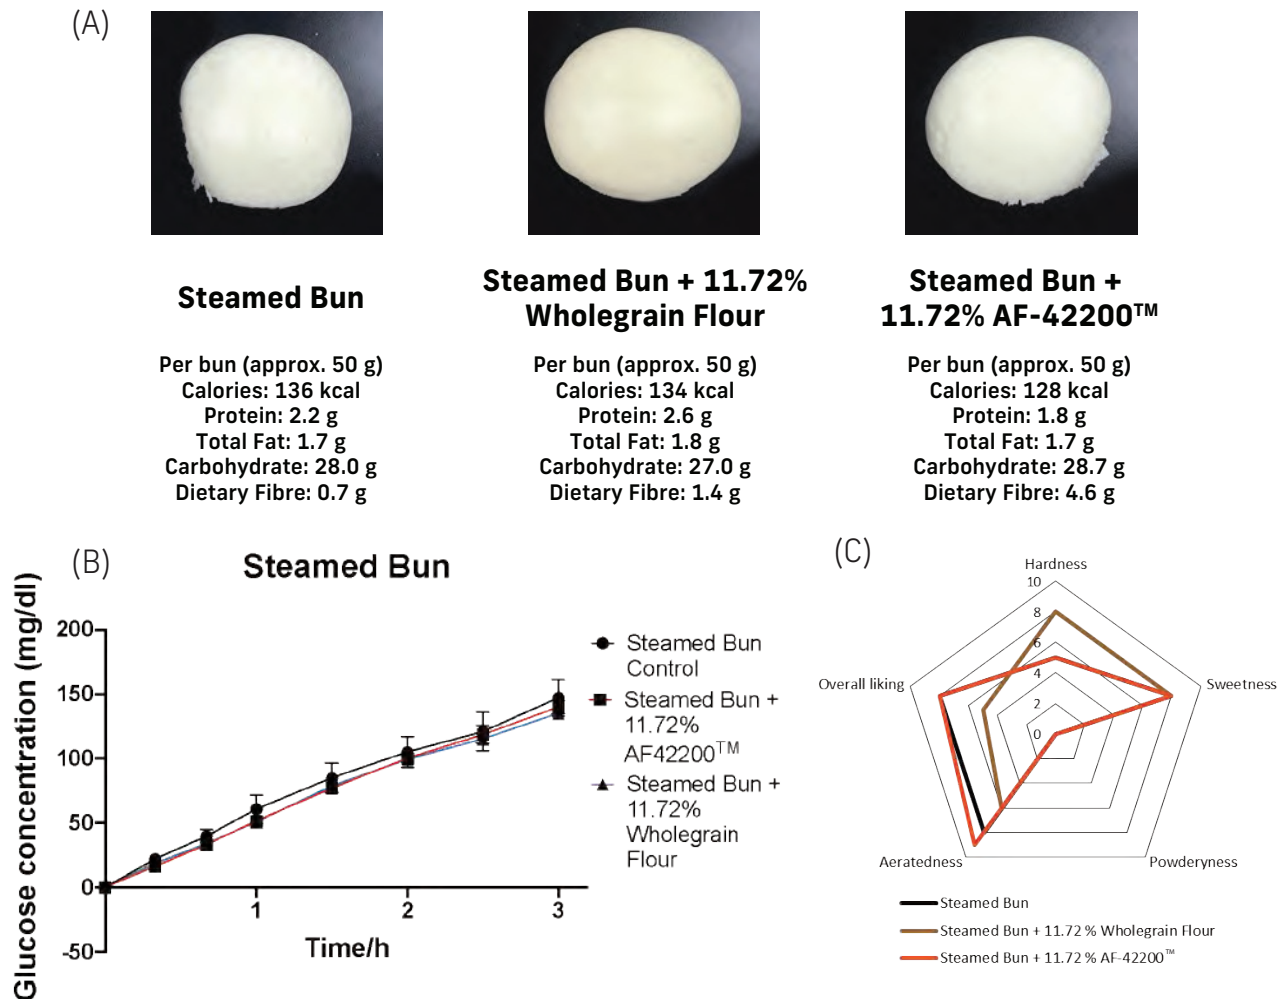 (A)
Steamed Bun
Per bun (approx. 50 g)
Calories: 136 kcal
Protein: 2.2 g
Total Fat: 1.7 g
Carbohydrate: 28.0 g
Dietary Fibre: 0.7 g
Steamed Bun + 11.72%
Wholegrain Flour
Per bun (approx. 50 g)
Calories: 134 kcal
Protein: 2.6 g
Total Fat: 1.8 g
Carbohydrate: 27.0 g
Dietary Fibre: 1.4 g
Steamed Bun +
11.72% AF-42200™
Per bun (approx. 50 g)
Calories: 128 kcal
Protein: 1.8 g
Total Fat: 1.7 g
Carbohydrate: 28.7 g
Dietary Fibre: 4.6 g
(B)
Steamed Bun
Glucose concentration (mg/dl)
200
150
100
50
0
-50
1
2
3
Time/h
Steamed Bun
Control
Steamed Bun +
11.72%
AF42200™
Steamed Bun +
11.72%
Wholegrain
Flour
(C)
Hardness
10
8
6
4
2
0
Overall liking
Sweetness
Aeratedness
Powderyness
Steamed Bun
Steamed Bun + 11.72 % Wholegrain Flour
Steamed Bun + 11.72 % AF-42200™